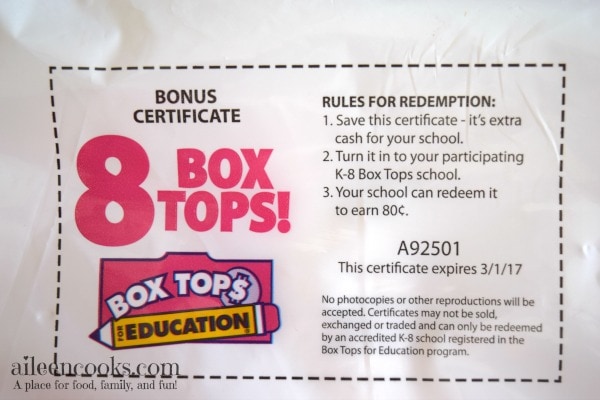 BONUS
CERTIFICATE
8 BOX
TOPS!
BOX TOP$
FOR EDUCATION
RULES FOR REDEMPTION:
1. Save this certificate - it's extra
cash for your school.
2. Turn it in to your participating
K-8 Box Tops school.
3. Your school can redeem it
to earn 80¢.
A92501
This certificate expires 3/1/17
No photocopies or other reproductions will be
accepted. Certificates may not be sold,
exchanged or traded and can only be redeemed
by an accredited K-8 school registered in the
Box Tops for Education program.
ailedncooks.com
A place for food, family, and fun!